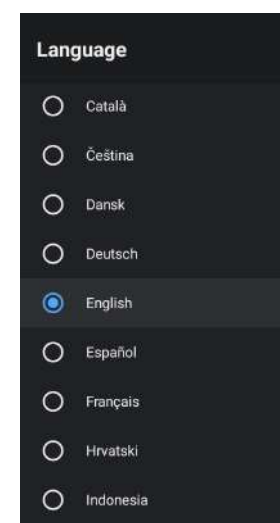 Language
Català
Čeština
Dansk
Deutsch
English
Español
Français
Hrvatski
Indonesia